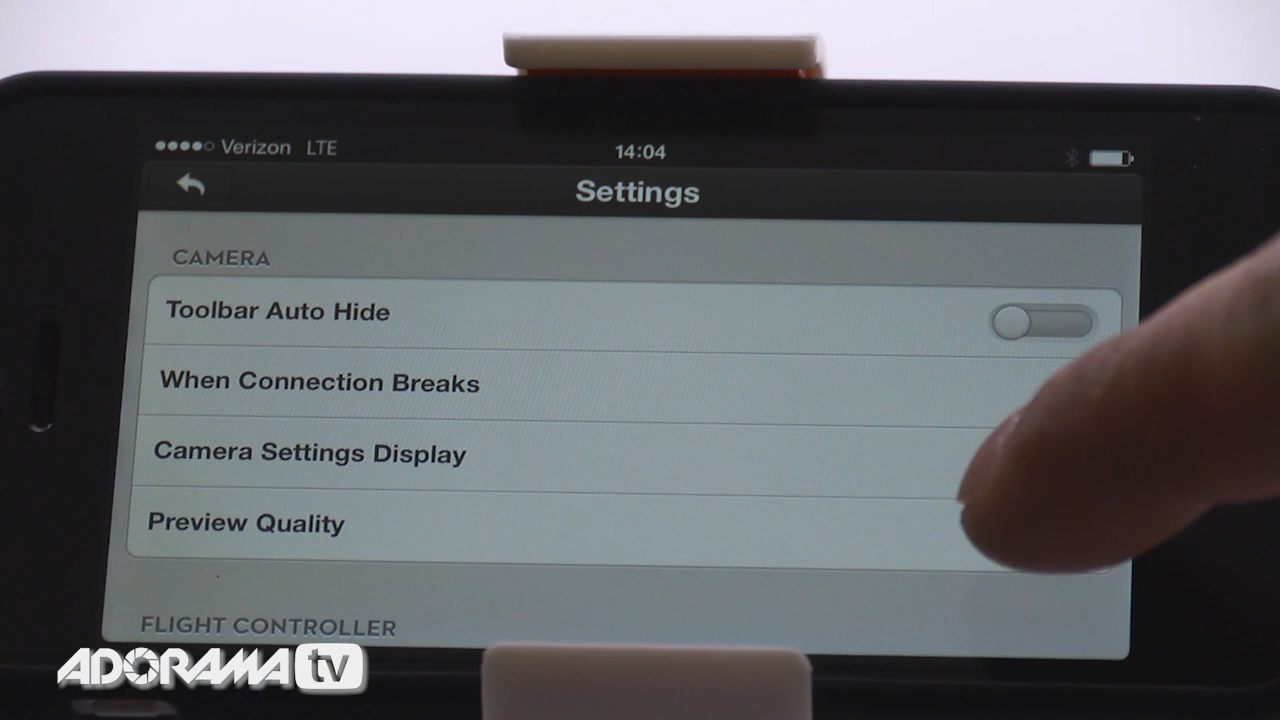 Verizon LTE
14:04
Settings
CAMERA
Toolbar Auto Hide
When Connection Breaks
Camera Settings Display
Preview Quality
FLIGHT CONTROLLER
ADORAMA tv